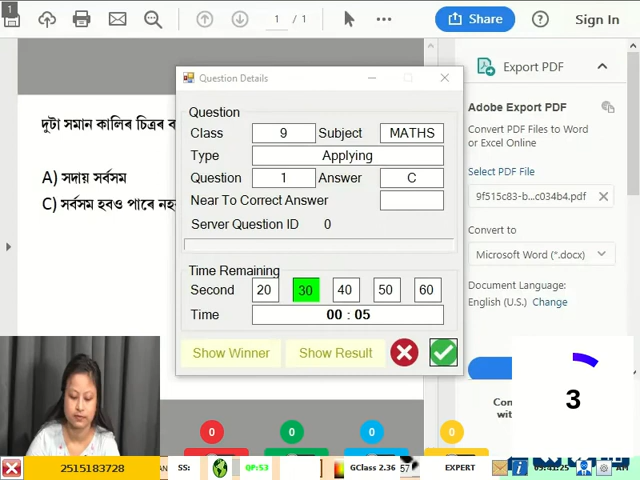 1
1 / 1
Share
Sign In
Question Details
Export PDF
Question
Class 9 Subject MATHS
Type Applying
Question 1 Answer C
Near To Correct Answer
Server Question ID 0
Time Remaining
Second 20 30 40 50 60
Time 00 : 05
Show Winner Show Result
দুটা সমান কালিৰ চিত্ৰৰ
A) সদায় সৰ্বসম
C) সৰ্বসম হবও পাৰে
Adobe Export PDF
Convert PDF Files to Word
or Excel Online
Select PDF File
9f515c83-b...c034b4.pdf
Convert to
Microsoft Word (*.docx)
Document Language:
English (U.S.) Change
3
0 0 0 0
2515183728 SS: QP:53 GClass 2.36 57 EXPERT